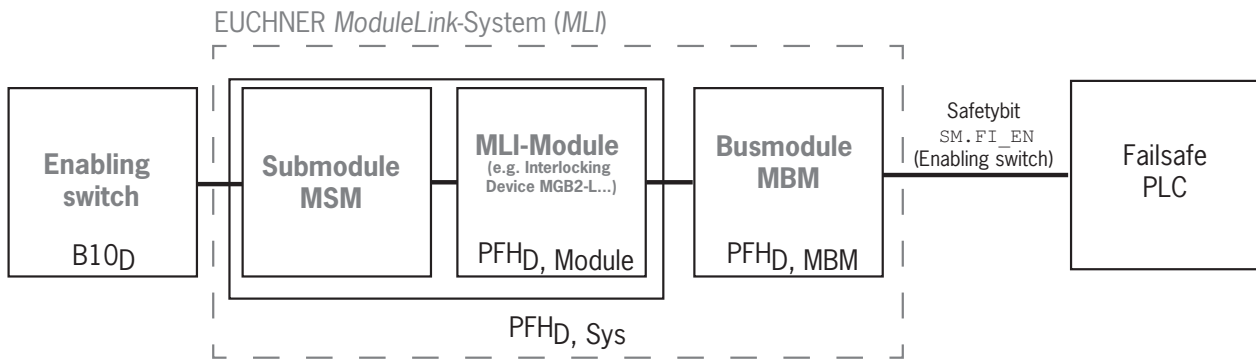 EUCHNER ModuleLink-System (MLI)
Enabling
switch
B10D
Submodule
MSM
MLI-Module
(e.g. Interlocking
Device MGB2-L...)
PFHD, Module
Busmodule
MBM
PFHD, MBM
PFHD, Sys
Safetybit
SM.FI_EN
(Enabling switch)
Failsafe
PLC